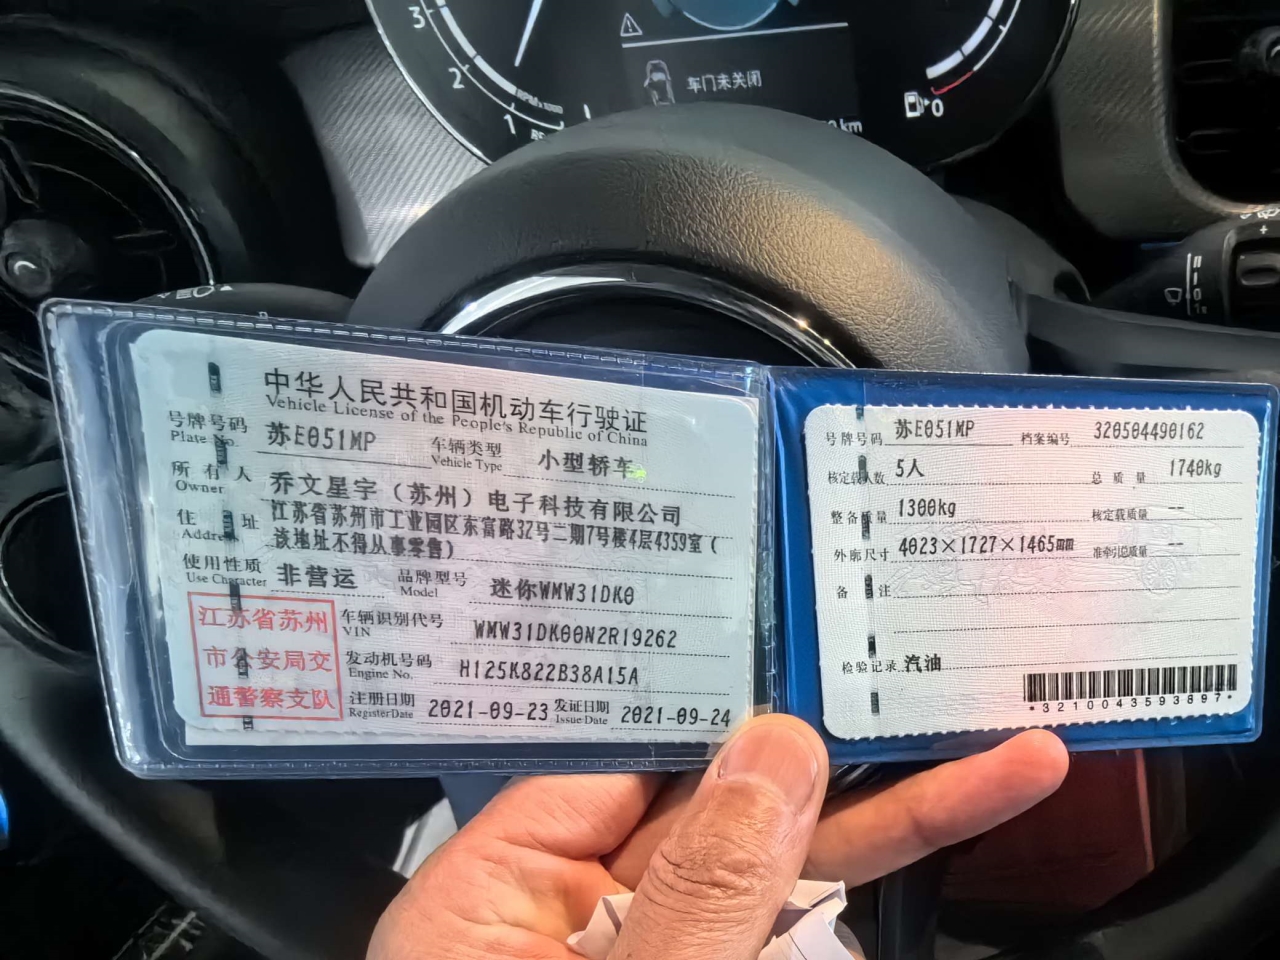 3
2
1
RPM x 1000
车门未关闭
0
km
中华人民共和国机动车行驶证
Vehicle License of the People's Republic of China
号牌号码 苏E051MP 车辆类型 小型轿车
Plate No. Vehicle Type
所有人 乔文星宇（苏州）电子科技有限公司
Owner
住址 江苏省苏州市工业园区东富路32号二期7号楼4层4359室（
Address 该地址不得从事零售）
使用性质 非营运 品牌型号 迷你WMW31DK0
Use Character Model
江苏省苏州
市公安局交
通警察支队
车辆识别代号 WMW31DK00N2R19262
VIN
发动机号码 H125K822B38A15A
Engine No.
注册日期 2021-09-23 发证日期 2021-09-24
Register Date Issue Date
号牌号码 苏E051MP 档案编号 320504490162
核定载人数 5人 总质量 1740kg
整备质量 1300kg 核定载质量 --
外廓尺寸 4023×1727×1465mm 准牵引总质量 --
备注
检验记录 汽油
*3210043593897*